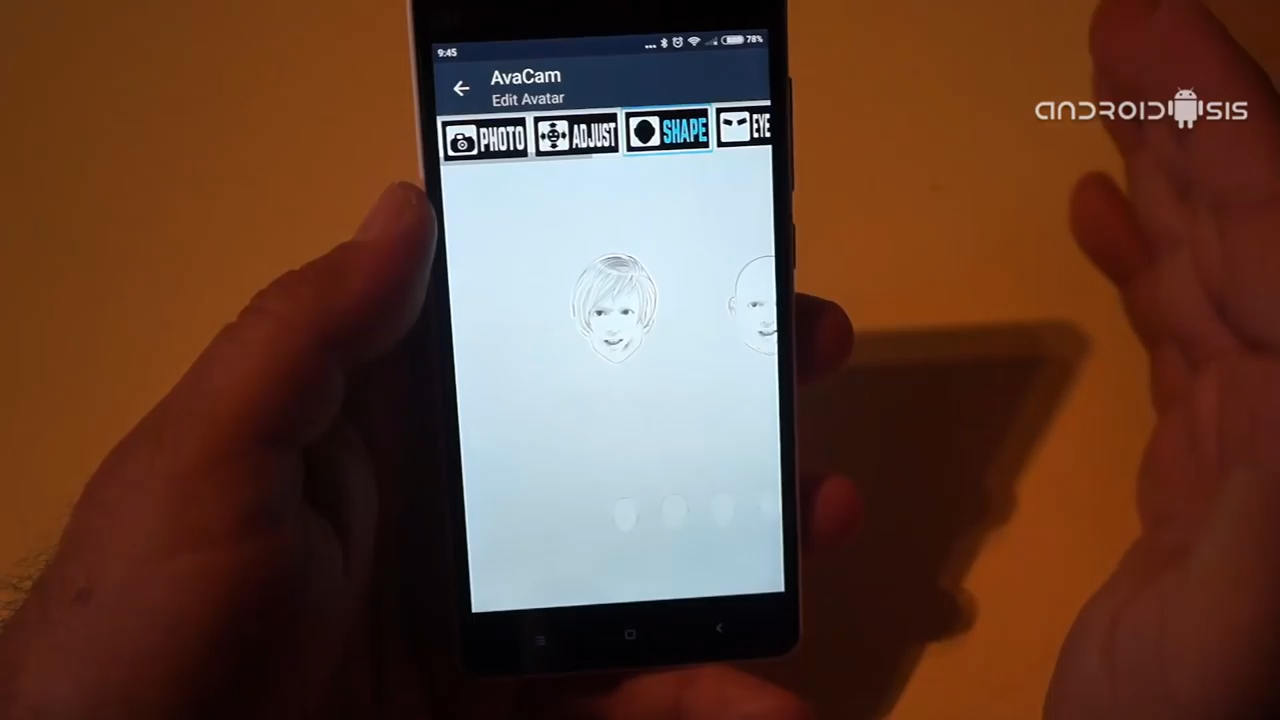 9:45
78%
AvaCam
Edit Avatar
PHOTO
ADJUST
SHAPE
EYE
ANDROIDSIS